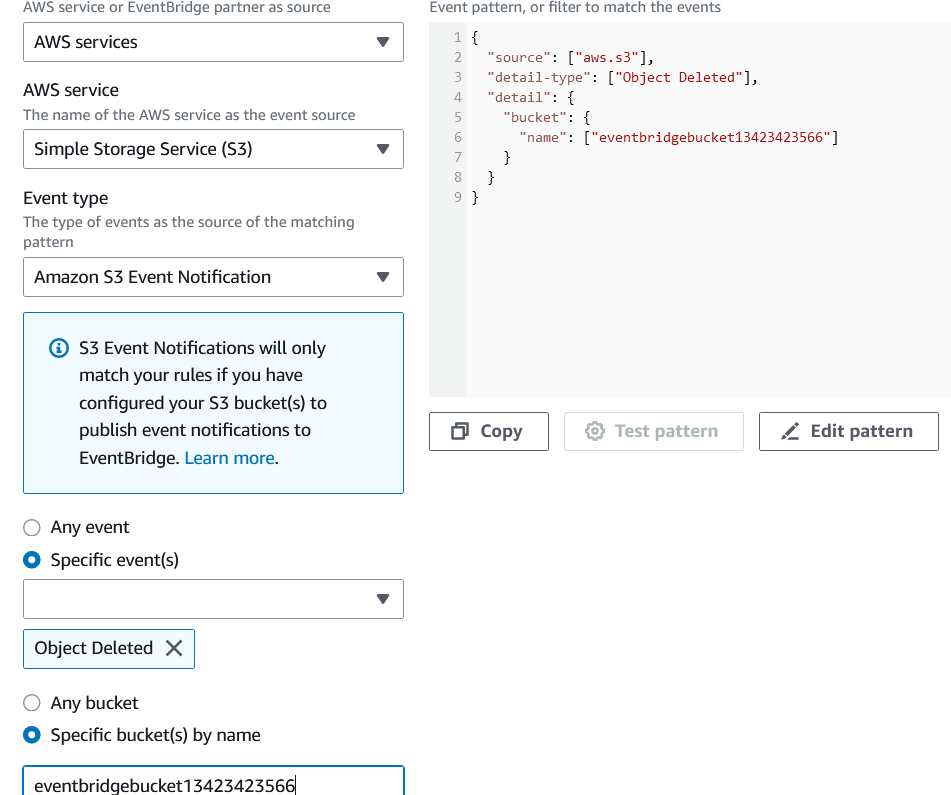 AWS service or EventBridge partner as source
AWS services
AWS service
The name of the AWS service as the event source
Simple Storage Service (S3)
Event type
The type of events as the source of the matching
pattern
Amazon S3 Event Notification
S3 Event Notifications will only
match your rules if you have
configured your S3 bucket(s) to
publish event notifications to
EventBridge. Learn more.
Any event
Specific event(s)
Object Deleted
Any bucket
Specific bucket(s) by name
eventbridgebucket13423423566
Event pattern, or filter to match the events
1 {
2   "source": ["aws.s3"],
3   "detail-type": ["Object Deleted"],
4   "detail": {
5     "bucket": {
6       "name": ["eventbridgebucket13423423566"]
7     }
8   }
9 }
Copy
Test pattern
Edit pattern